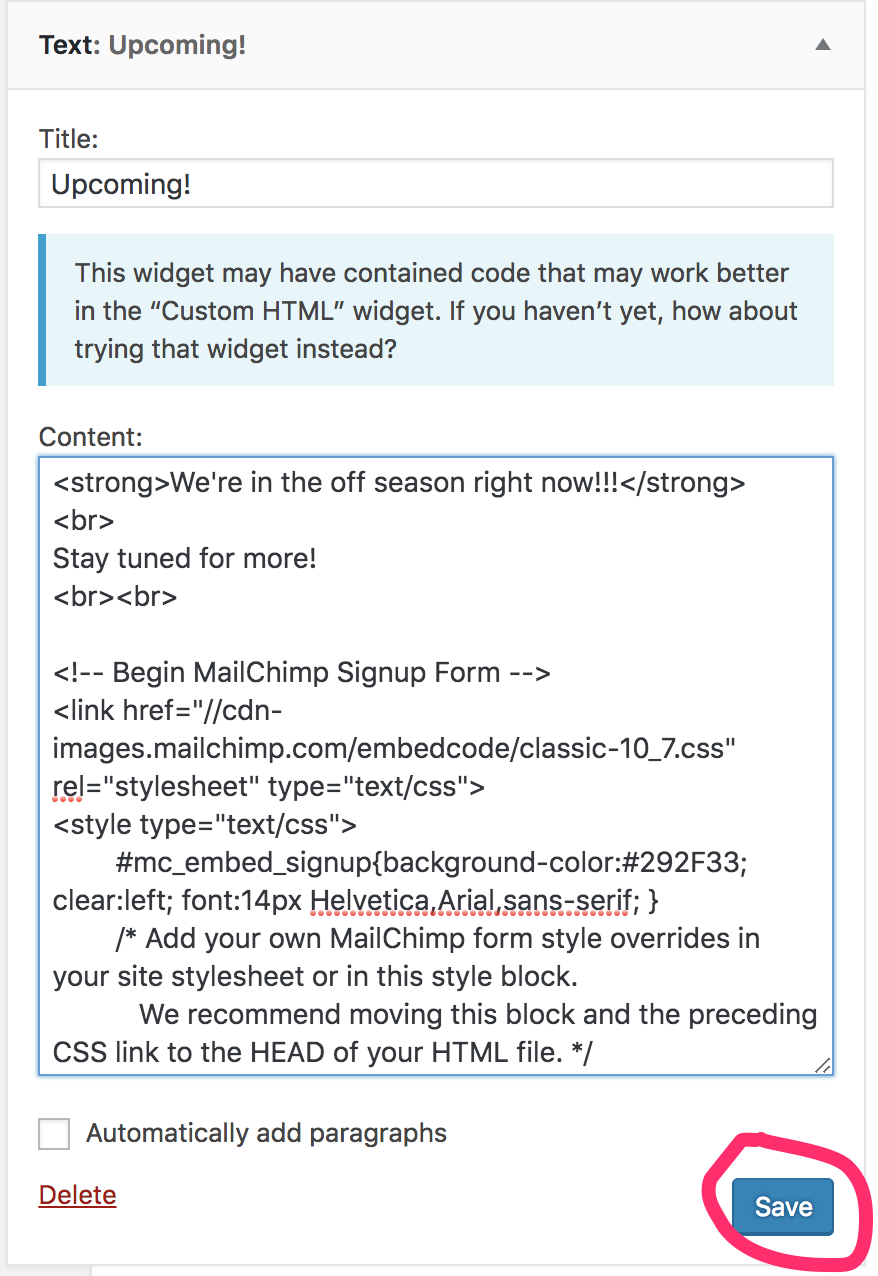 Text: Upcoming!
Title:
Upcoming!
This widget may have contained code that may work better
in the “Custom HTML” widget. If you haven’t yet, how about
trying that widget instead?
Content:
<strong>We're in the off season right now!!!</strong>
<br>
Stay tuned for more!
<br><br>
<!-- Begin MailChimp Signup Form -->
<link href="//cdn-
images.mailchimp.com/embedcode/classic-10_7.css"
rel="stylesheet" type="text/css">
<style type="text/css">
#mc_embed_signup{background-color:#292F33;
clear:left; font:14px Helvetica,Arial,sans-serif; }
/* Add your own MailChimp form style overrides in
your site stylesheet or in this style block.
We recommend moving this block and the preceding
CSS link to the HEAD of your HTML file. */
Automatically add paragraphs
Delete
Save